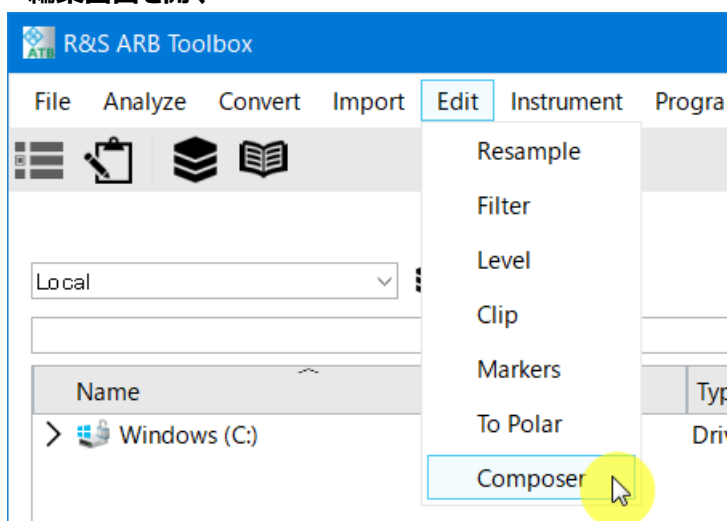 R&S ARB Toolbox
File Analyze Convert Import Edit Instrument Progra
Resample
Filter
Level
Clip
Markers
To Polar
Composer
Local
Name
Typ
Windows (C:)
Driv
ATB